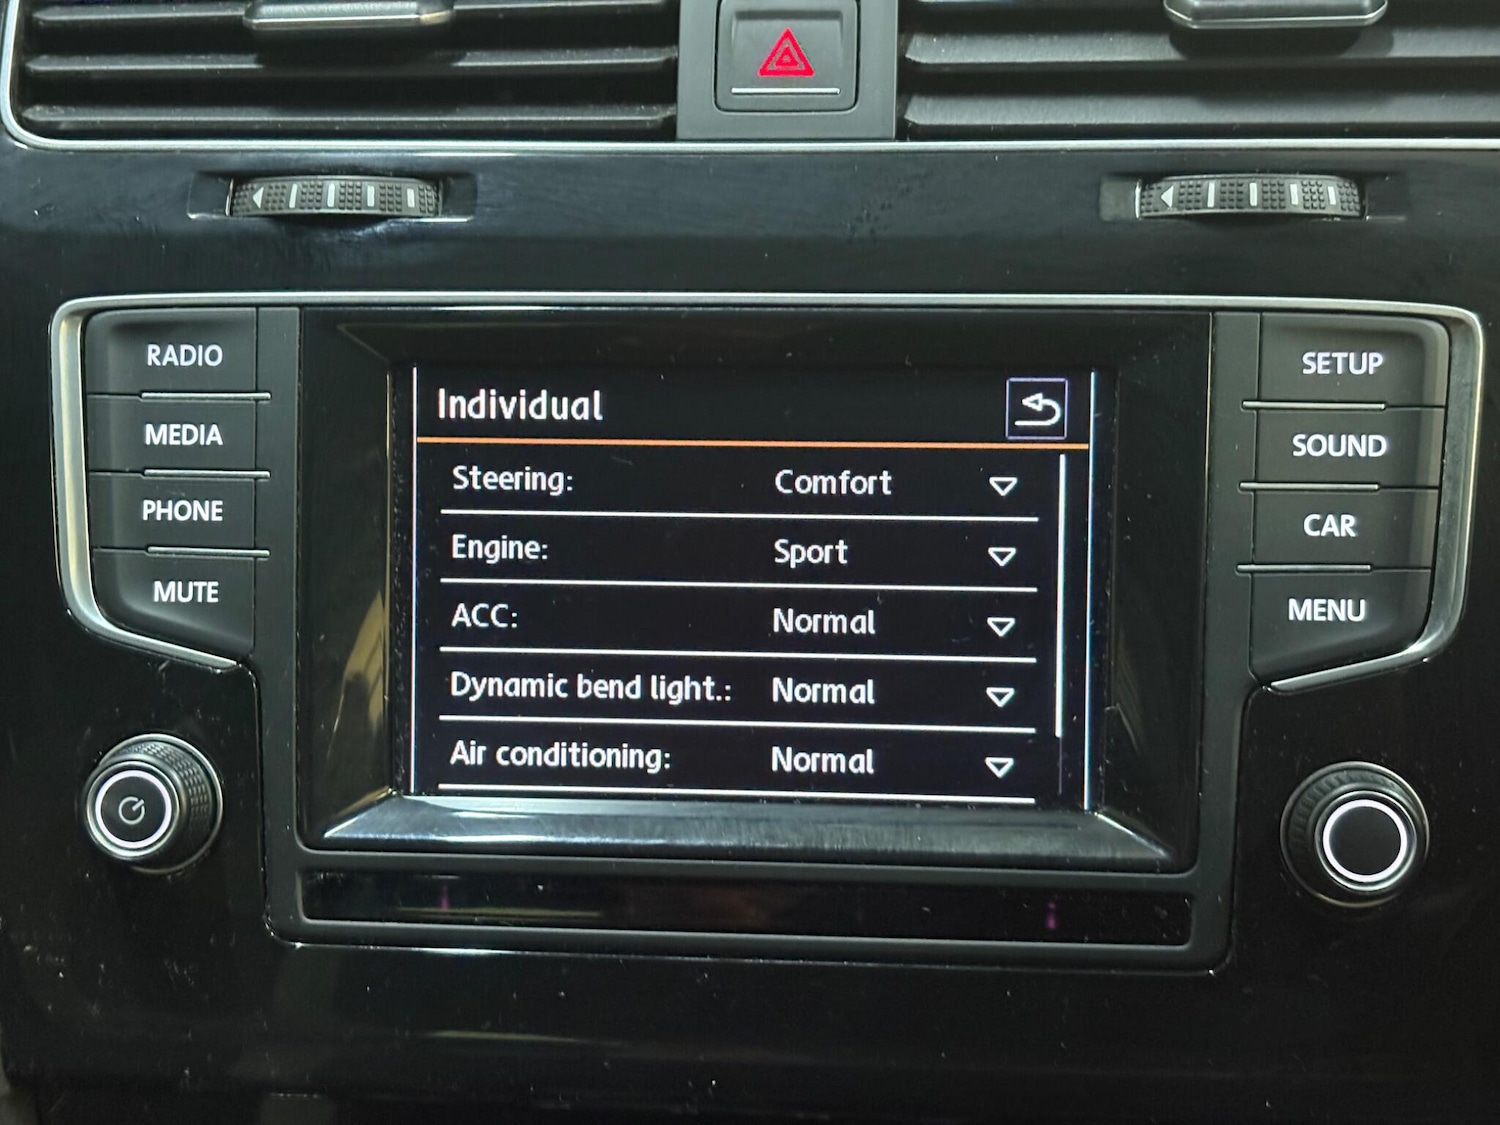 RADIO
MEDIA
PHONE
MUTE
Individual
Steering: Comfort
Engine: Sport
ACC: Normal
Dynamic bend light.: Normal
Air conditioning: Normal
SETUP
SOUND
CAR
MENU